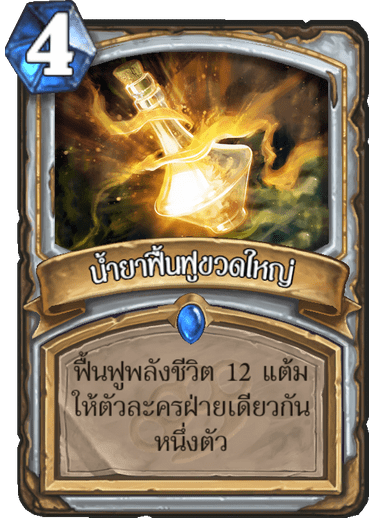 4
น้ำยาฟื้นฟูขวดใหญ่
ฟื้นฟูพลังชีวิต 12 แต้ม
ให้ตัวละครฝ่ายเดียวกัน
หนึ่งตัว